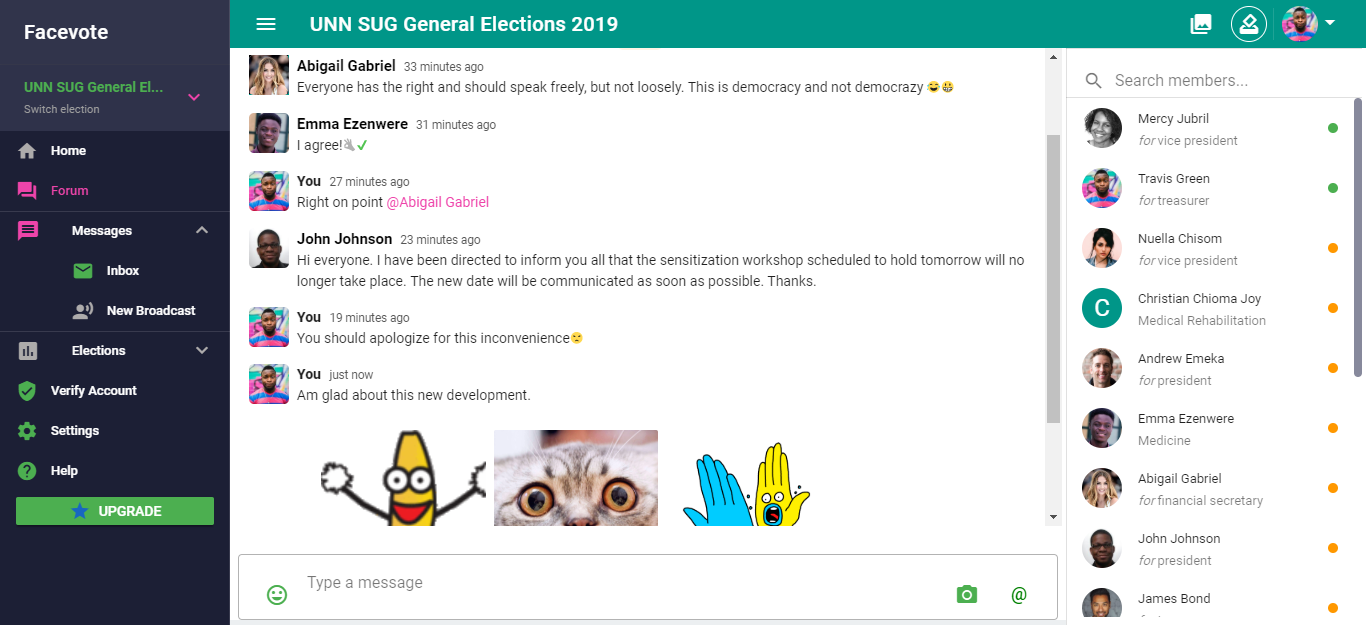 Facevote
UNN SUG General El...
Switch election
Home
Forum
Messages
Inbox
New Broadcast
Elections
Verify Account
Settings
Help
UPGRADE
UNN SUG General Elections 2019
Abigail Gabriel 33 minutes ago
Everyone has the right and should speak freely, but not loosely. This is democracy and not democrazy 😂🤣
Emma Ezenwere 31 minutes ago
I agree!
You 27 minutes ago
Right on point @Abigail Gabriel
John Johnson 23 minutes ago
Hi everyone. I have been directed to inform you all that the sensitization workshop scheduled to hold tomorrow will no
longer take place. The new date will be communicated as soon as possible. Thanks.
You 19 minutes ago
You should apologize for this inconvenience
You just now
Am glad about this new development.
Type a message
@
Search members...
Mercy Jubril
for vice president
Travis Green
for treasurer
Nuella Chisom
for vice president
C
Christian Chioma Joy
Medical Rehabilitation
Andrew Emeka
for president
Emma Ezenwere
Medicine
Abigail Gabriel
for financial secretary
John Johnson
for president
James Bond